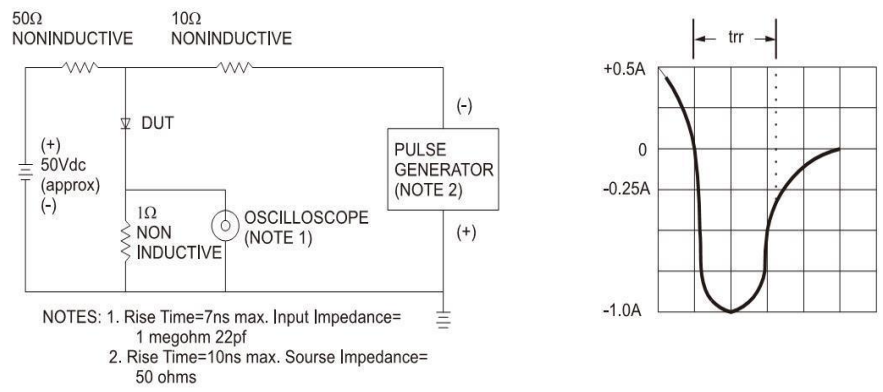 50Ω
NONINDUCTIVE
10Ω
NONINDUCTIVE
DUT
(+)
50Vdc
(approx)
(-)
1Ω
NON
INDUCTIVE
OSCILLOSCOPE
(NOTE 1)
(-)
PULSE
GENERATOR
(NOTE 2)
(+)
NOTES: 1. Rise Time=7ns max. Input Impedance=
1 megohm 22pf
2. Rise Time=10ns max. Sourse Impedance=
50 ohms
trr
+0.5A
0
-0.25A
-1.0A